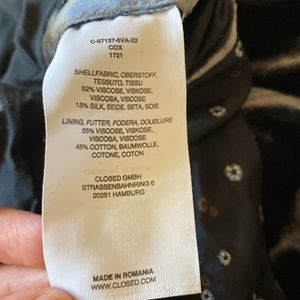 C-97137-5VA-22
COX
1721
SHELLFABRIC, OBERSTOFF,
TESSUTO, TISSU
82% VISCOSE, VISKOSE,
VISCOSA, VISCOSE
18% SILK, SEIDE, SETA, SOIE
LINING, FUTTER, FODERA, DOUBLURE
55% VISCOSE, VISKOSE,
VISCOSA, VISCOSE
45% COTTON, BAUMWOLLE,
COTONE, COTON
CLOSED GMBH
STRASSENBAHNRING 6
20251 HAMBURG
MADE IN ROMANIA
WWW.CLOSED.COM